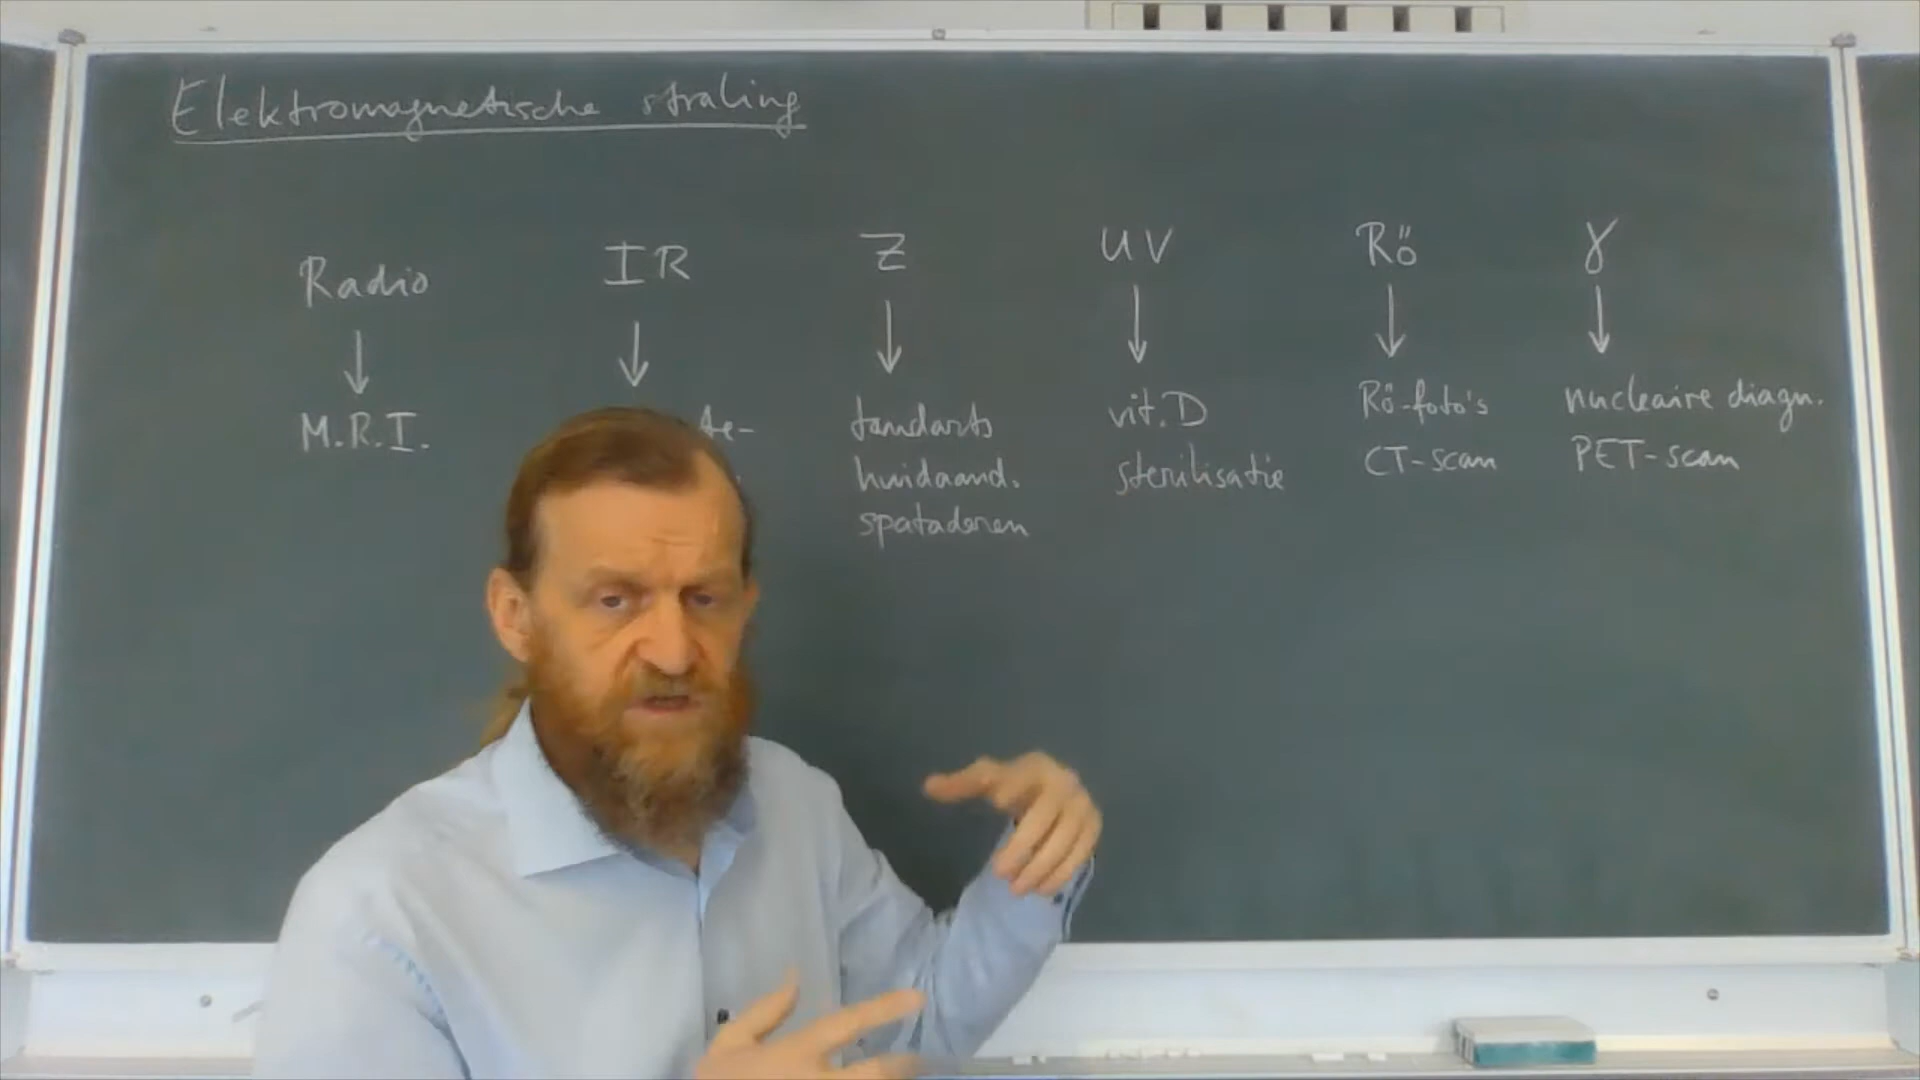 Elektromagnetische straling
Radio IR Z UV Rö γ
M.R.I. tandarts vit. D Rö-foto's nucleaire diagn.
huidaand. sterilisatie CT-scan PET-scan
spataderen